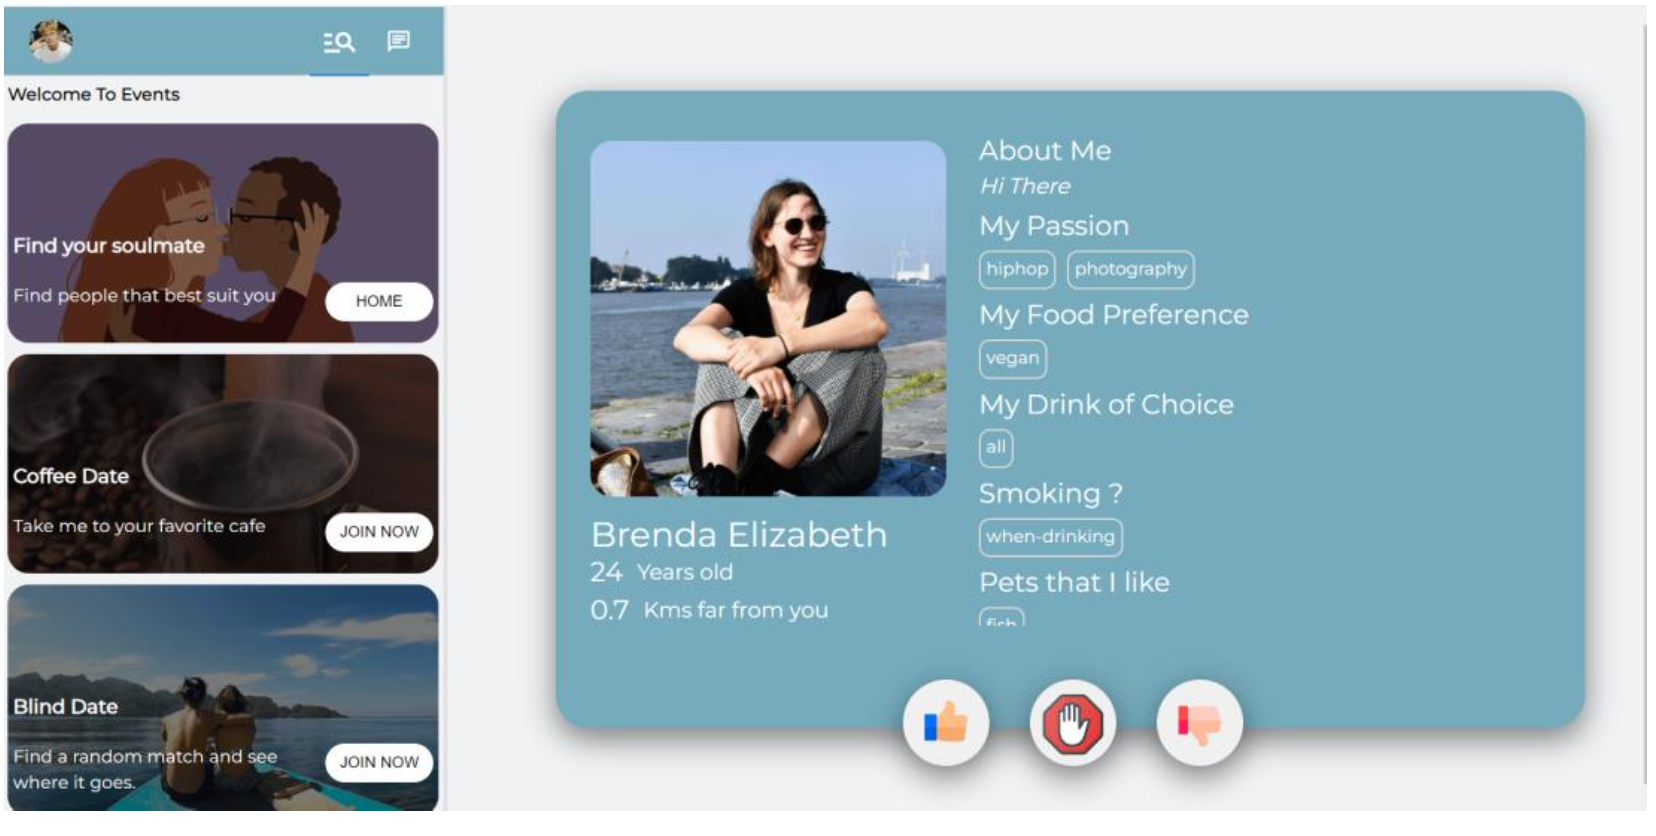 Welcome To Events
Find your soulmate
Find people that best suit you
HOME
Coffee Date
Take me to your favorite cafe
JOIN NOW
Blind Date
Find a random match and see
where it goes.
JOIN NOW
Brenda Elizabeth
24 Years old
0.7 Kms far from you
About Me
Hi There
My Passion
hiphop photography
My Food Preference
vegan
My Drink of Choice
all
Smoking ?
when-drinking
Pets that I like
fish